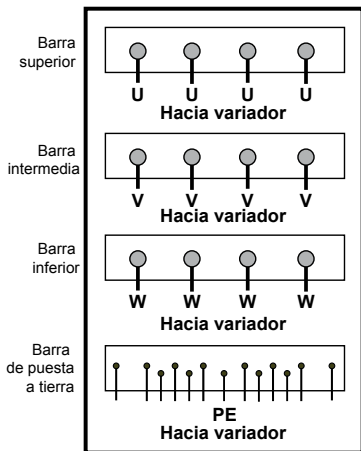 Barra
superior
U U U U
Hacia variador
Barra
intermedia
V V V V
Hacia variador
Barra
inferior
W W W W
Hacia variador
Barra
de puesta
a tierra
PE
Hacia variador